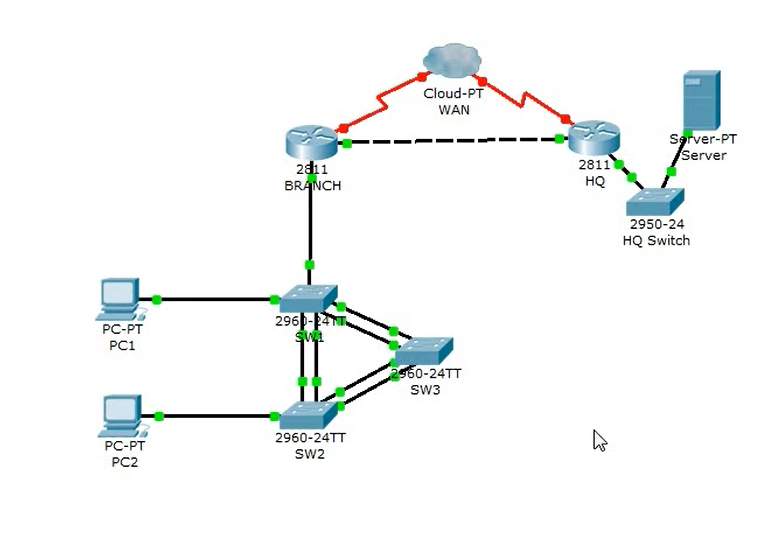 Cloud-PT
WAN
2811
BRANCH
2811
HQ
Server-PT
Server
2950-24
HQ Switch
PC-PT
PC1
2960-24TT
SW1
2960-24TT
SW3
PC-PT
PC2
2960-24TT
SW2